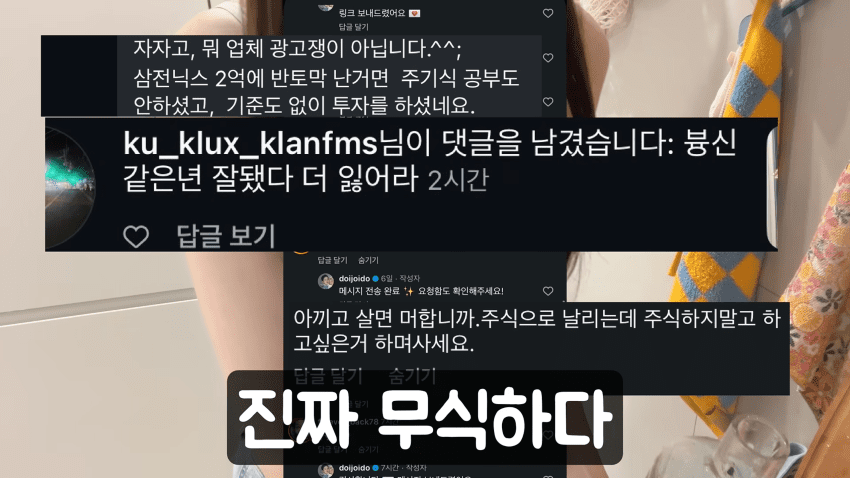 링크 보내드렸어요 💌
답글 달기
자자고, 뭐 업체 광고쟁이 아닙니다.^^;
삼전닉스 2억에 반토막 난거면 주기식 공부도
안하셨고, 기준도 없이 투자를 하셨네요.
ku_klux_klanfms님이 댓글을 남겼습니다: 븅신
같은년 잘됐다 더 잃어라 2시간
답글 보기
답글 달기 숨기기
doijoido 6일 · 작성자
메시지 전송 완료 ✨ 요청함도 확인해주세요!
아끼고 살면 머합니까.주식으로 날리는데 주식하지말고 하
고싶은거 하며사세요.
답글 달기 숨기기
진짜 무식하다
doijoido 7시간 · 작성자